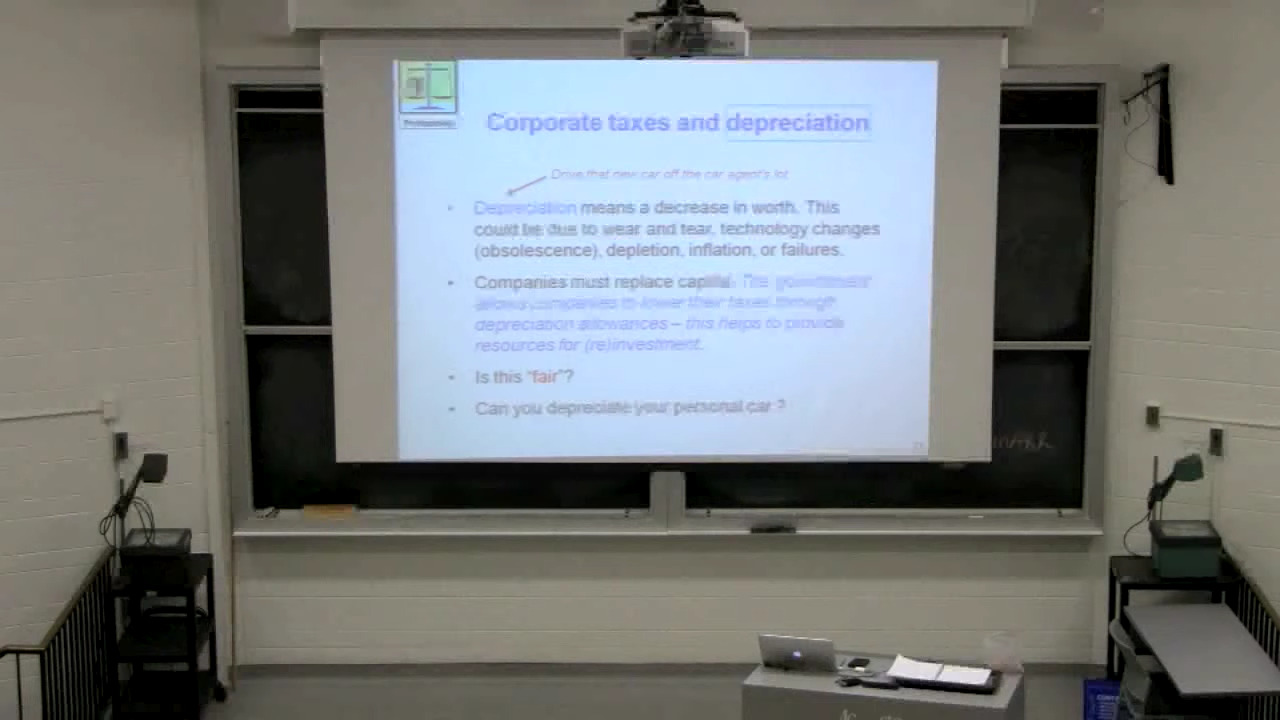 Corporate taxes and depreciation
Drive that new car off the car agent's lot
• Depreciation means a decrease in worth. This
could be due to wear and tear, technology changes
(obsolescence), depletion, inflation, or failures.
• Companies must replace capital. The government
allows companies to lower their taxes through
depreciation allowances – this helps to provide
resources for (re)investment.
• Is this "fair"?
• Can you depreciate your personal car ?
MARR